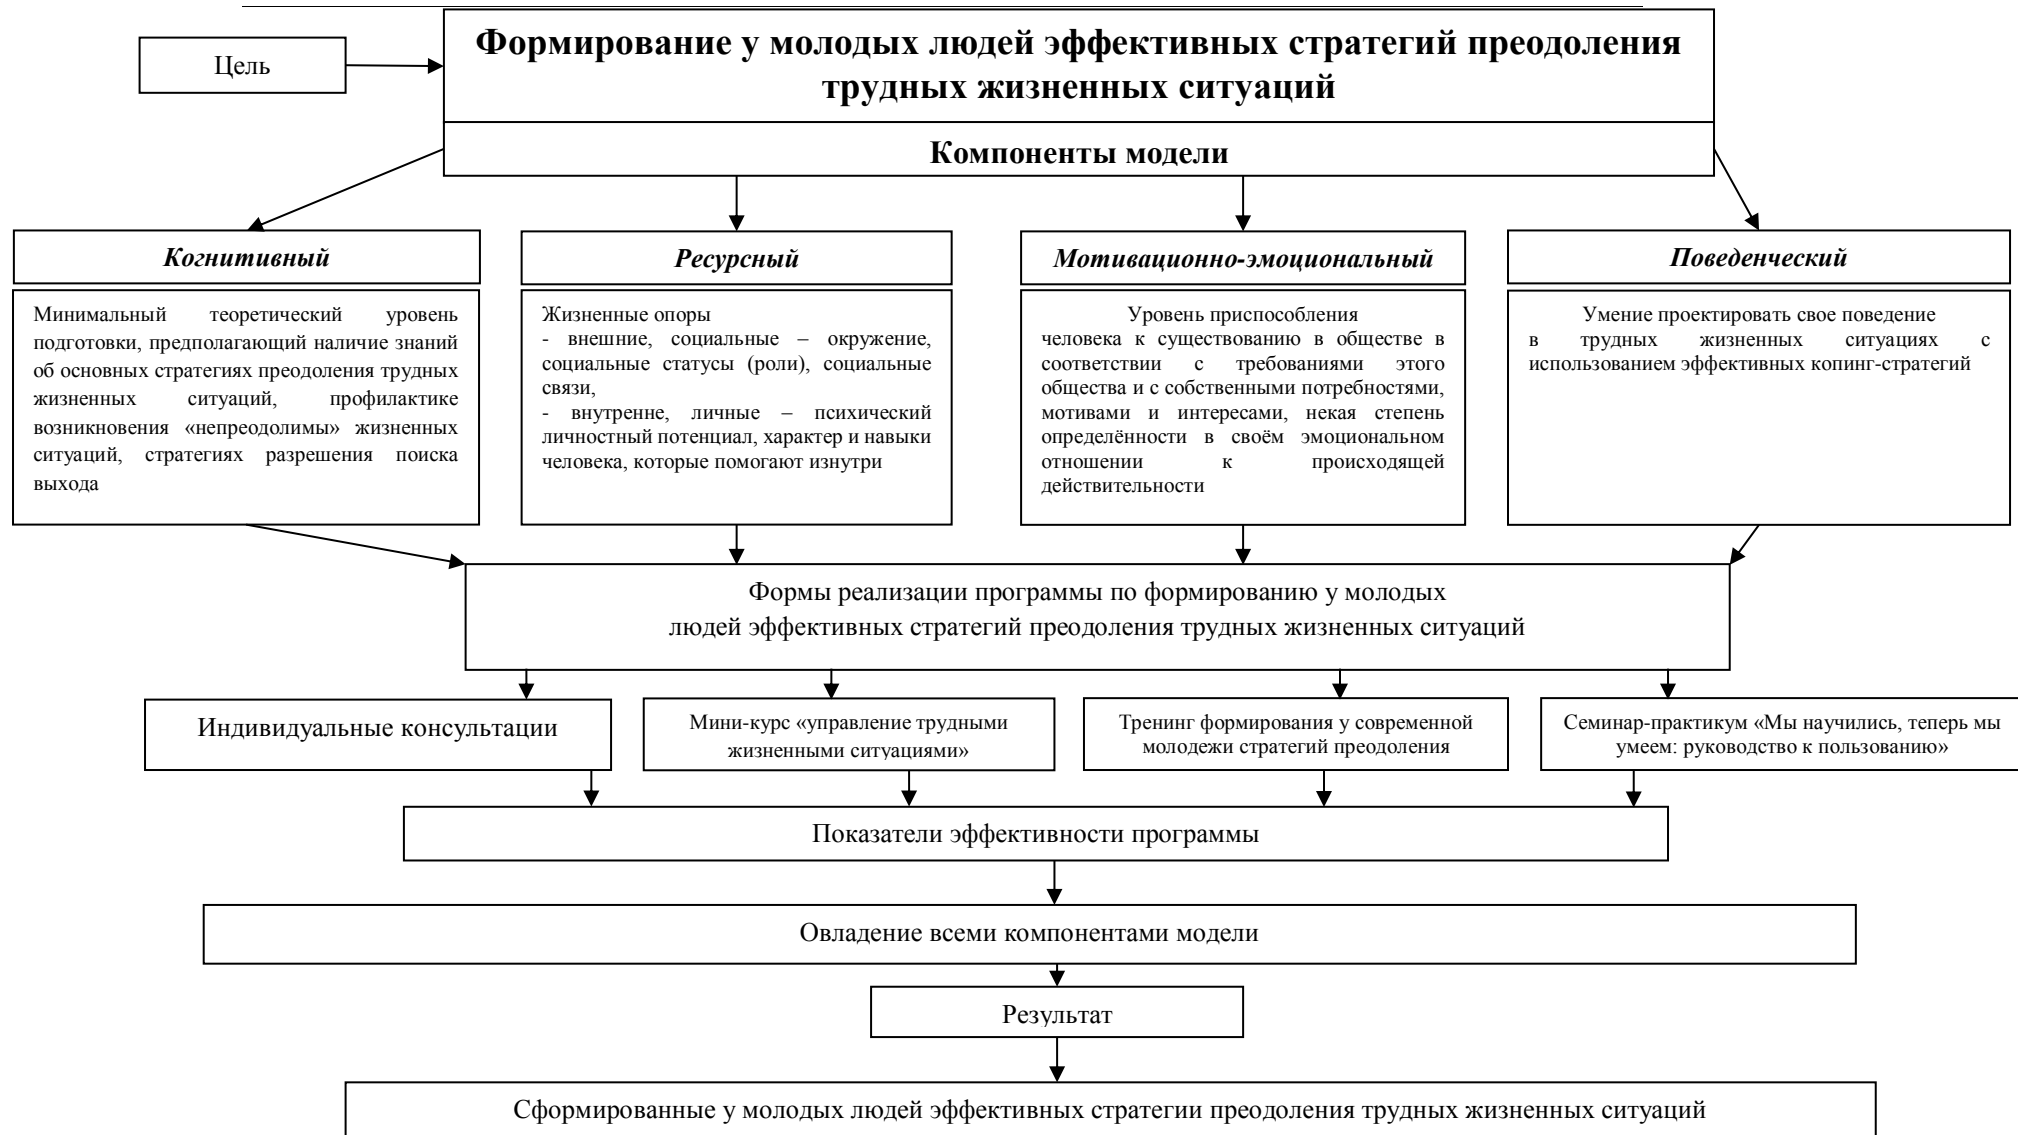 Цель
Формирование у молодых людей эффективных стратегий преодоления
трудных жизненных ситуаций
Компоненты модели
Когнитивный
Минимальный теоретический уровень
подготовки, предполагающий наличие знаний
об основных стратегиях преодоления трудных
жизненных ситуаций, профилактике
возникновения «непреодолимы» жизненных
ситуаций, стратегиях разрешения поиска
выхода
Ресурсный
Жизненные опоры
- внешние, социальные – окружение,
социальные статусы (роли), социальные
связи,
- внутренне, личные – психический
личностный потенциал, характер и навыки
человека, которые помогают изнутри
Мотивационно-эмоциональный
Уровень приспособления
человека к существованию в обществе в
соответствии с требованиями этого
общества и с собственными потребностями,
мотивами и интересами, некая степень
определённости в своём эмоциональном
отношении к происходящей
действительности
Поведенческий
Умение проектировать свое поведение
в трудных жизненных ситуациях с
использованием эффективных копинг-стратегий
Формы реализации программы по формированию у молодых
людей эффективных стратегий преодоления трудных жизненных ситуаций
Индивидуальные консультации
Мини-курс «управление трудными
жизненными ситуациями»
Тренинг формирования у современной
молодежи стратегий преодоления
Семинар-практикум «Мы научились, теперь мы
умеем: руководство к пользованию»
Показатели эффективности программы
Овладение всеми компонентами модели
Результат
Сформированные у молодых людей эффективных стратегии преодоления трудных жизненных ситуаций